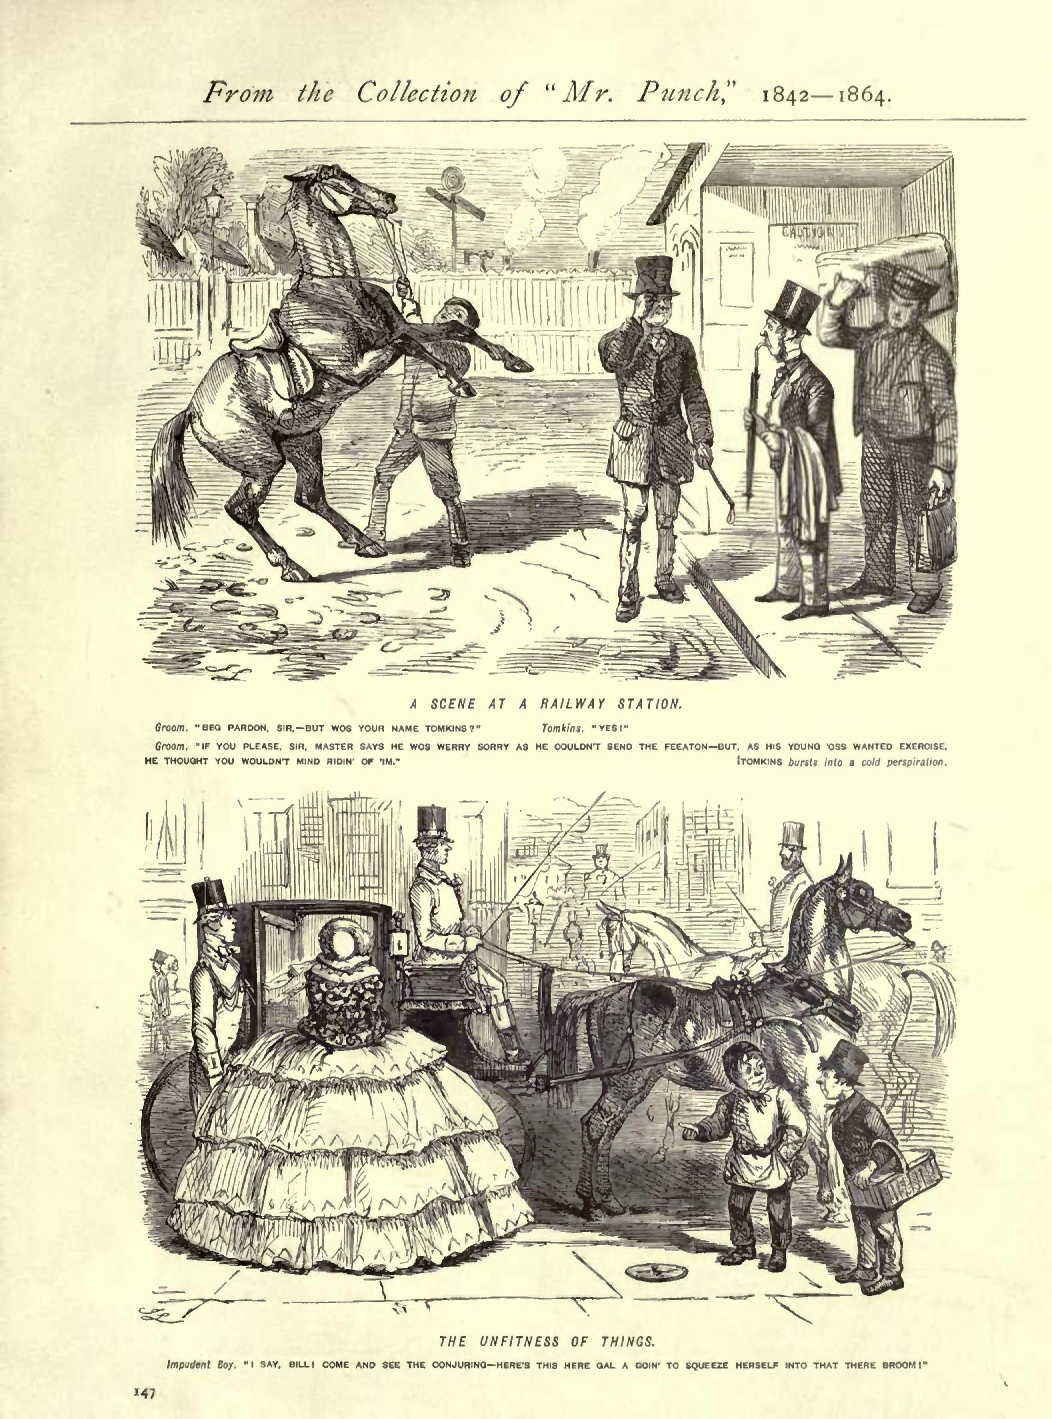 From the Collection of "Mr. Punch," 1842—1864.
CAUTION
A SCENE AT A RAILWAY STATION.
Groom. "BEG PARDON, SIR,—BUT WOS YOUR NAME TOMKINS?" Tomkins. "YES!"
Groom. "IF YOU PLEASE, SIR, MASTER SAYS HE WOS WERRY SORRY AS HE COULDN'T SEND THE FEEATON—BUT, AS HIS YOUNG 'OSS WANTED EXERCISE,
HE THOUGHT YOU WOULDN'T MIND RIDIN' OF 'IM." [TOMKINS bursts into a cold perspiration.
THE UNFITNESS OF THINGS.
Impudent Boy. "I SAY, BILL! COME AND SEE THE CONJURING—HERE'S THIS HERE GAL A GOIN' TO SQUEEZE HERSELF INTO THAT THERE BROOM!"
147